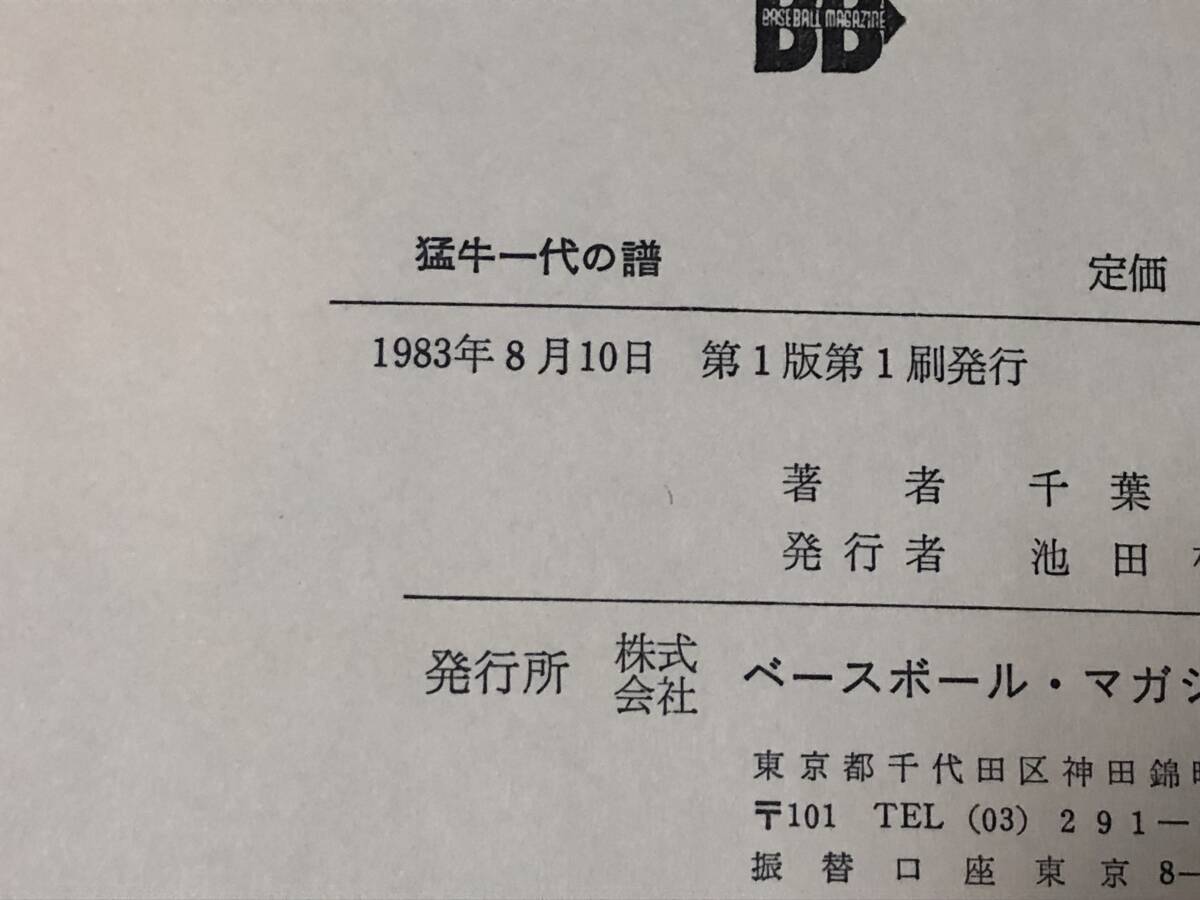 BASEBALL MAGAZINE
BB
猛牛一代の譜 定価
1983年8月10日 第1版第1刷発行
著者 千葉
発行者 池田
発行所 株式会社 ベースボール・マガジ
東京都千代田区神田錦町
〒101 TEL (03) 291—
振替口座東京 8—